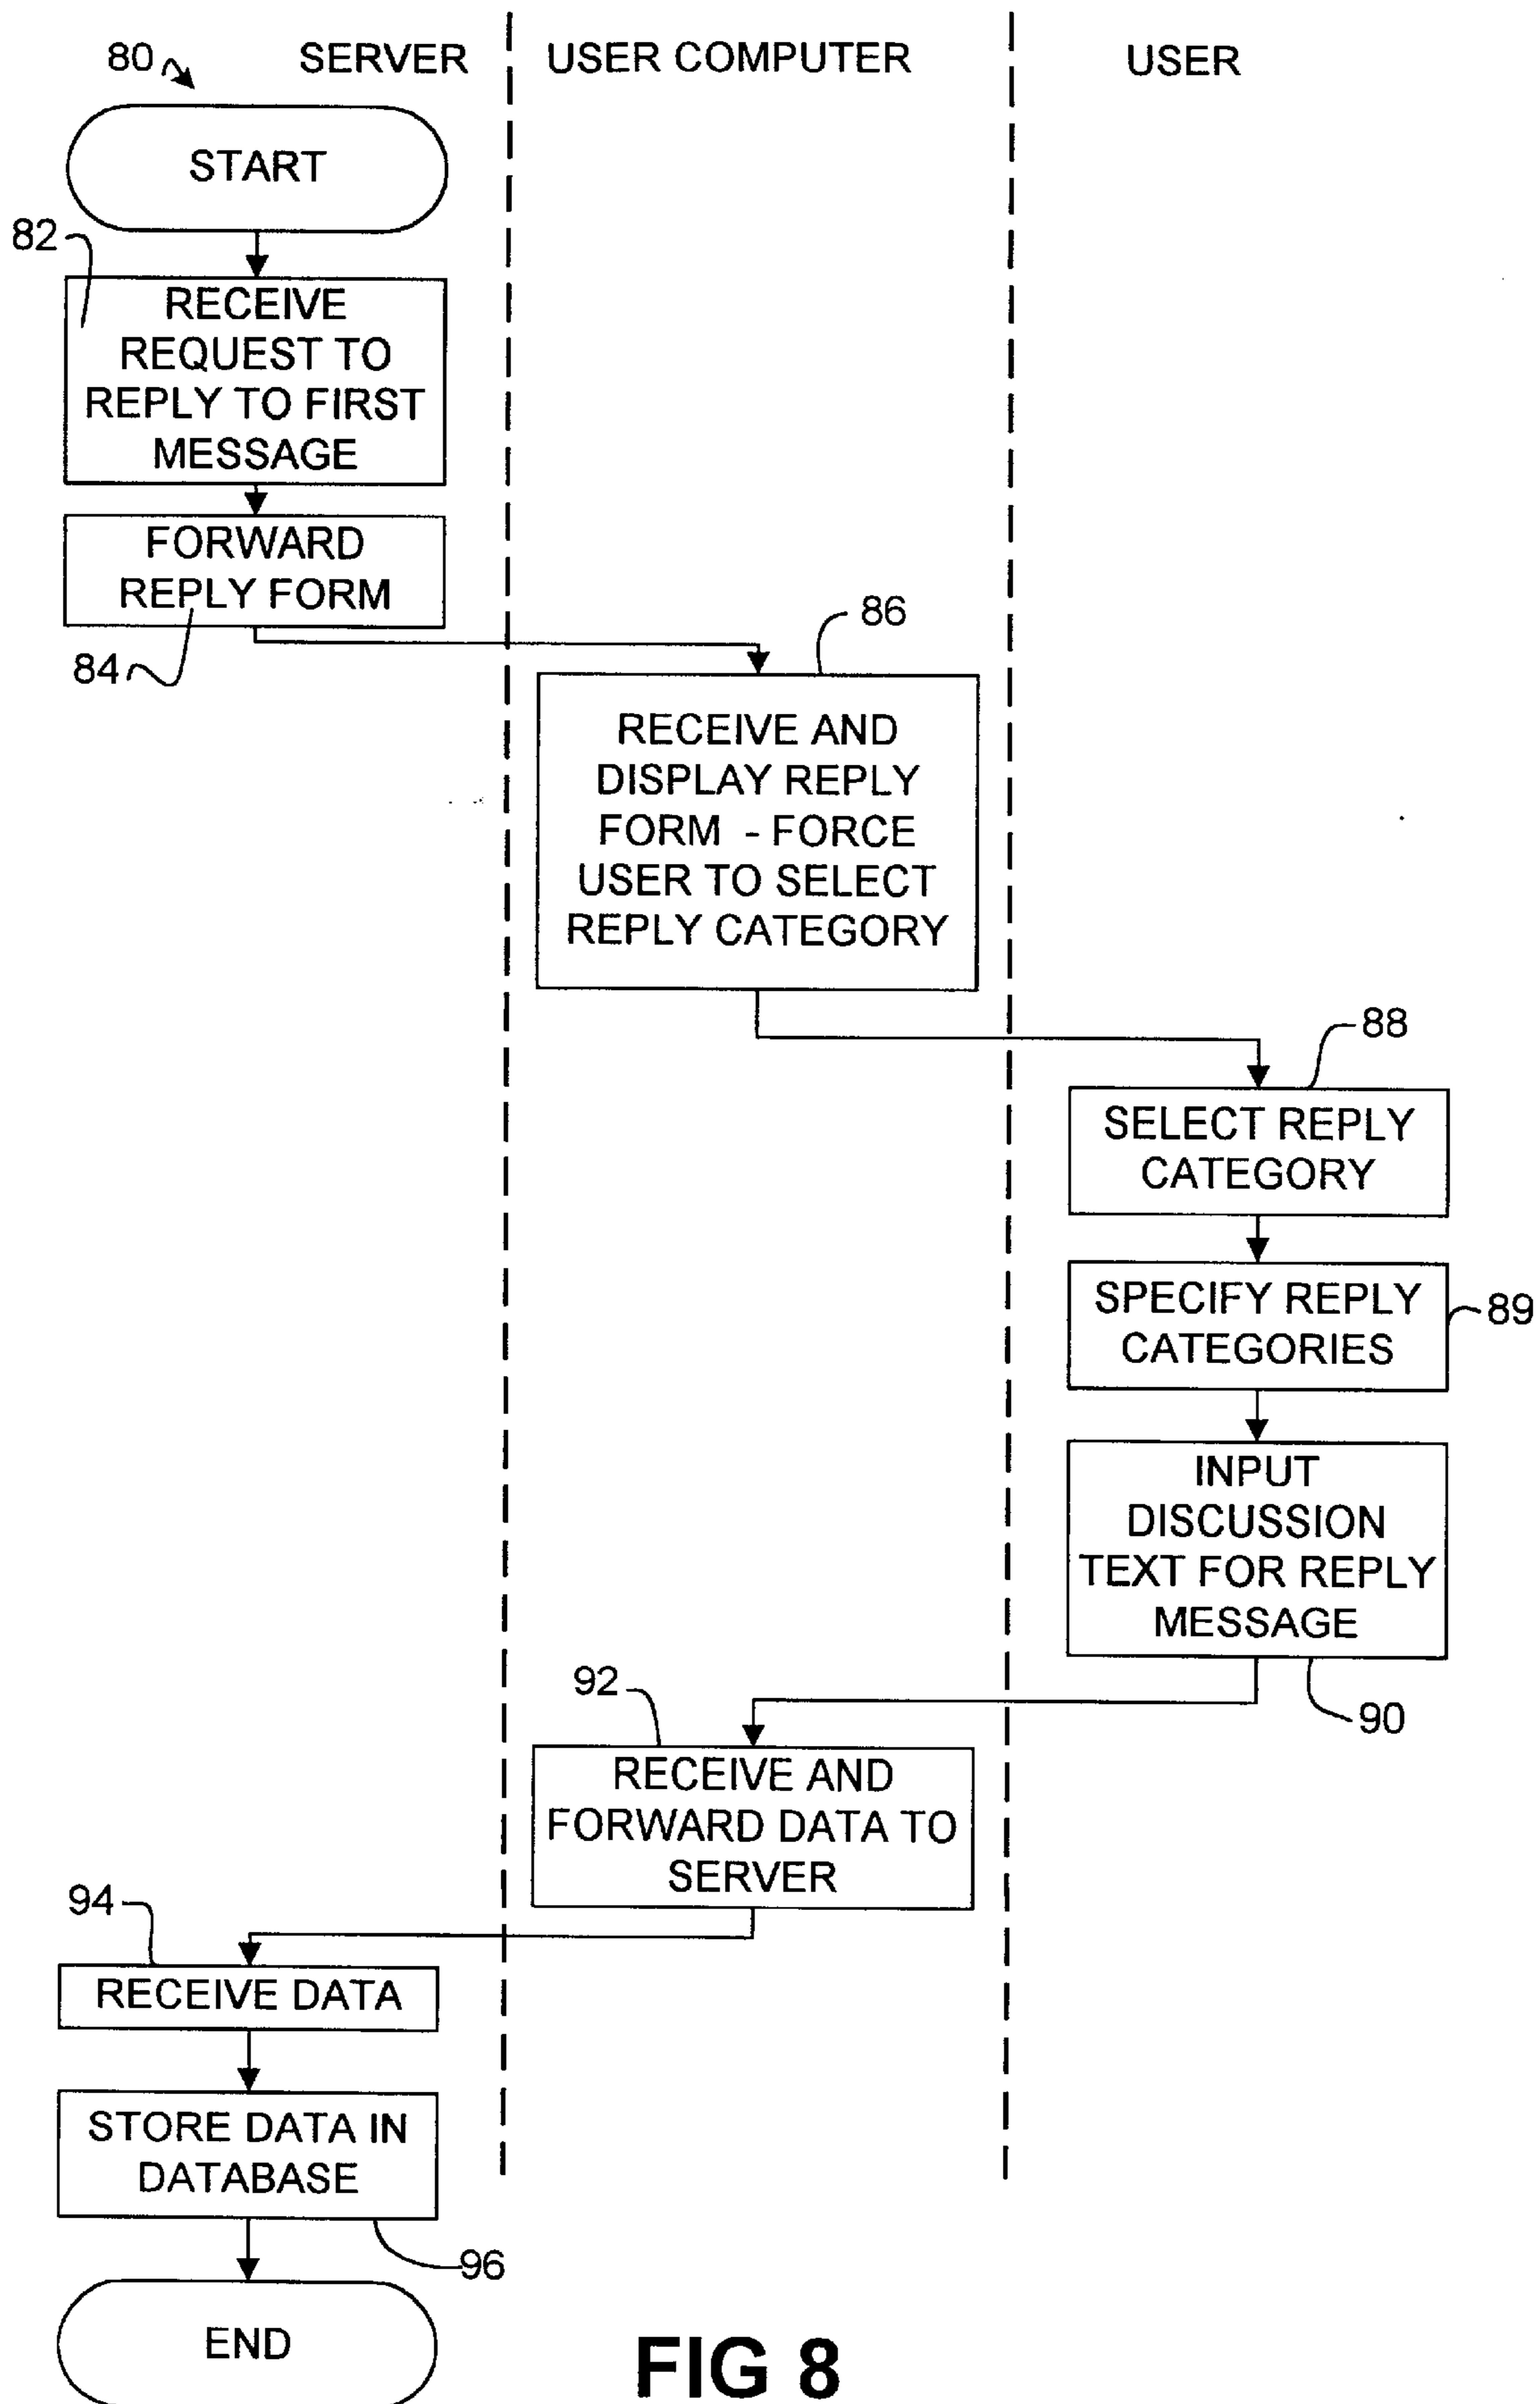 80
SERVER
USER COMPUTER
USER
START
82
RECEIVE
REQUEST TO
REPLY TO FIRST
MESSAGE
FORWARD
REPLY FORM
84
86
RECEIVE AND
DISPLAY REPLY
FORM - FORCE
USER TO SELECT
REPLY CATEGORY
88
SELECT REPLY
CATEGORY
SPECIFY REPLY
CATEGORIES
89
INPUT
DISCUSSION
TEXT FOR REPLY
MESSAGE
90
92
RECEIVE AND
FORWARD DATA TO
SERVER
94
RECEIVE DATA
STORE DATA IN
DATABASE
96
END
FIG 8